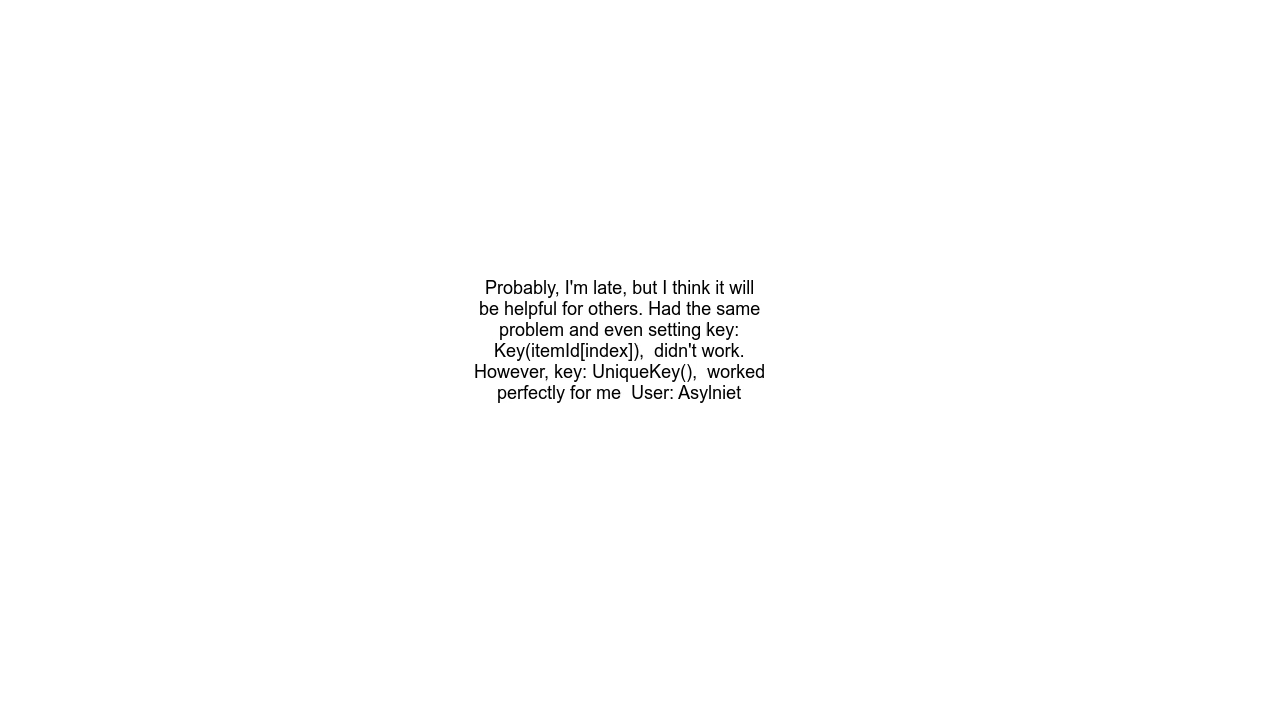 Probably, I'm late, but I think it will
be helpful for others. Had the same
problem and even setting key:
Key(itemId[index]),  didn't work.
However, key: UniqueKey(),  worked
perfectly for me  User: Asylniet